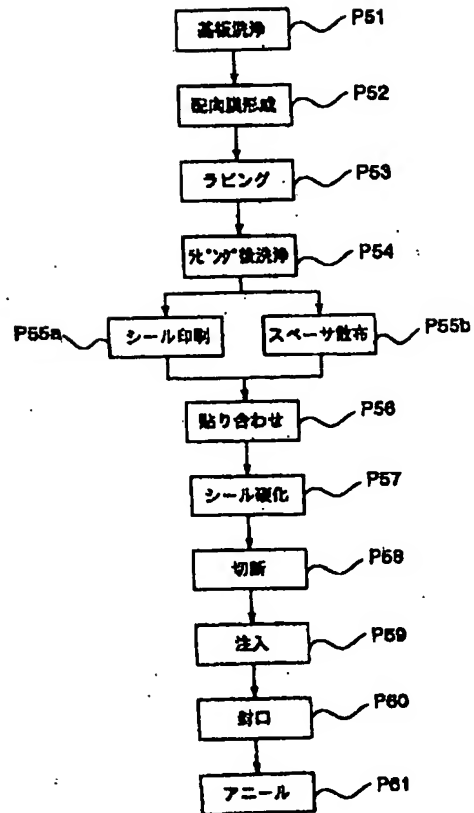 基板洗浄
P51
配向膜形成
P52
ラビング
P53
ﾗﾋﾞﾝｸﾞ後洗浄
P54
P55a
シール印刷
スペーサ散布
P55b
貼り合わせ
P56
シール硬化
P57
切断
P58
注入
P59
封口
P60
アニール
P61